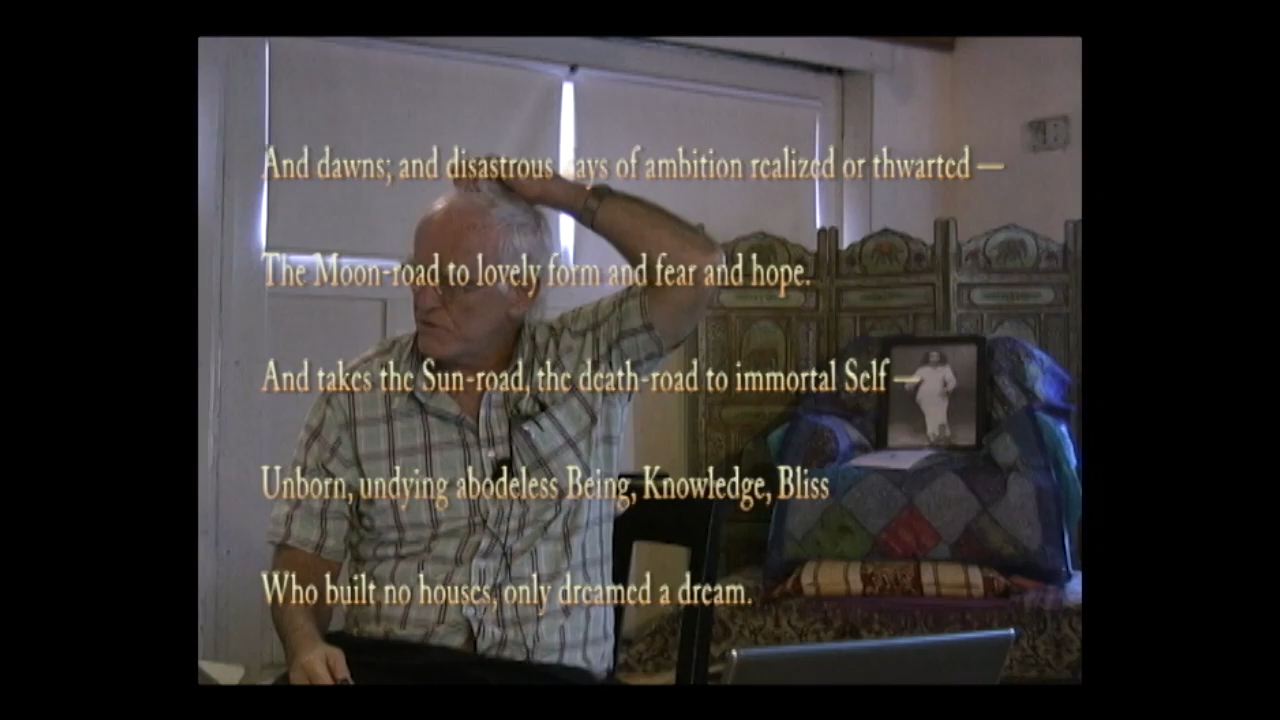 And dawns; and disastrous days of ambition realized or thwarted —
The Moon-road to lovely form and fear and hope.
And takes the Sun-road, the death-road to immortal Self —
Unborn, undying abodeless Being, Knowledge, Bliss
Who built no houses, only dreamed a dream.